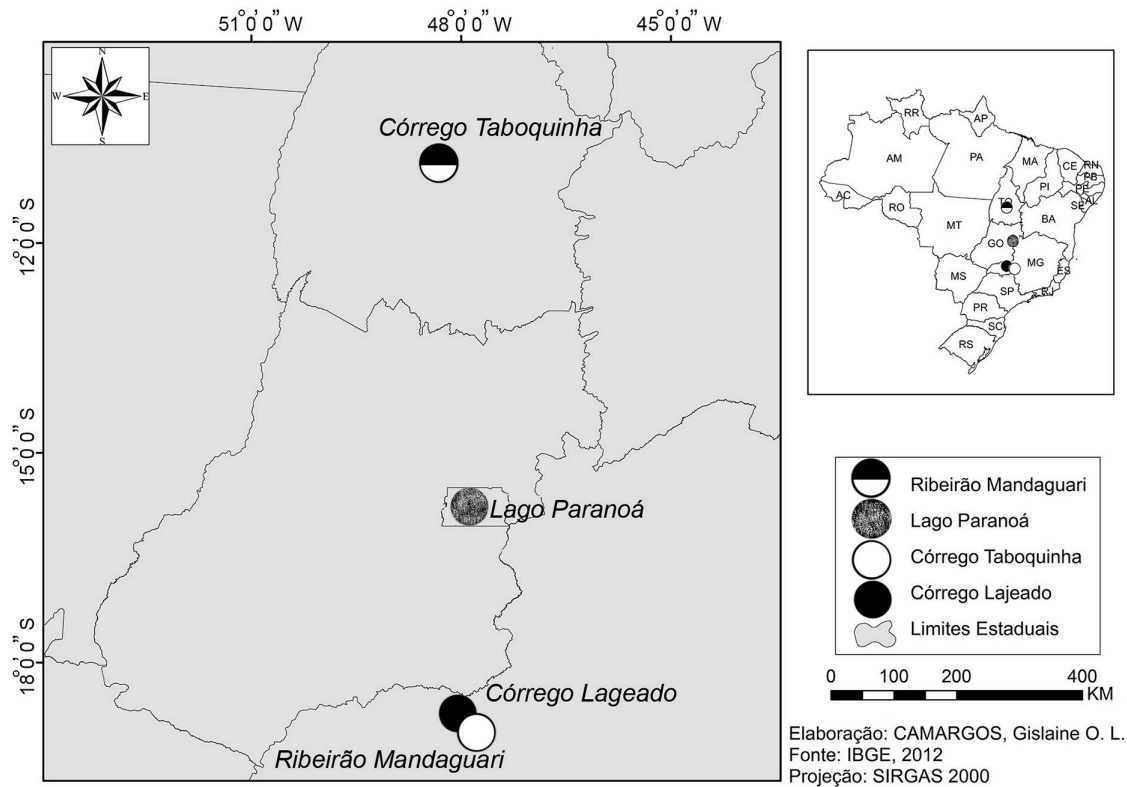 51°0'0" W 48°0'0" W 45°0'0" W
N
W E
S
Córrego Taboquinha
12°0'0" S
15°0'0" S
Lago Paranoá
18°0'0" S
Córrego Lageado
Ribeirão Mandaguari
RR AP
AM PA MA CE RN
PB
PI PE
AC TO AL
RO SE
MT BA
GO
MG
MS ES
SP RJ
PR
SC
RS
Ribeirão Mandaguari
Lago Paranoá
Córrego Taboquinha
Córrego Lajeado
Limites Estaduais
0 100 200 400
KM
Elaboração: CAMARGOS, Gislaine O. L.
Fonte: IBGE, 2012
Projeção: SIRGAS 2000